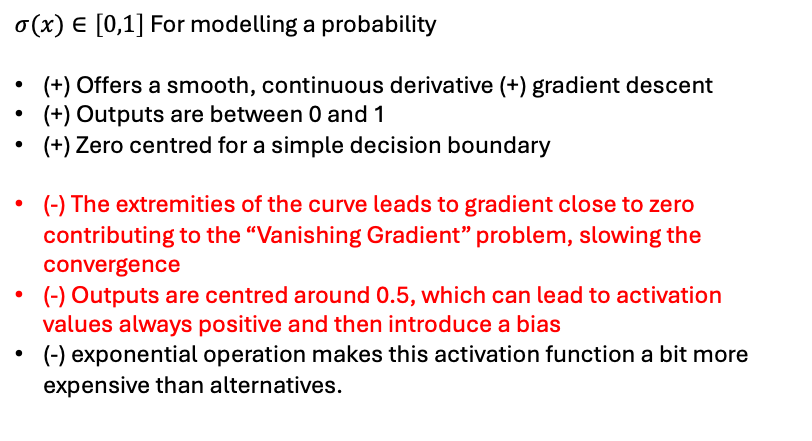 σ(x) ∈ [0,1] For modelling a probability
• (+) Offers a smooth, continuous derivative (+) gradient descent
• (+) Outputs are between 0 and 1
• (+) Zero centred for a simple decision boundary
• (-) The extremities of the curve leads to gradient close to zero
contributing to the “Vanishing Gradient” problem, slowing the
convergence
• (-) Outputs are centred around 0.5, which can lead to activation
values always positive and then introduce a bias
• (-) exponential operation makes this activation function a bit more
expensive than alternatives.